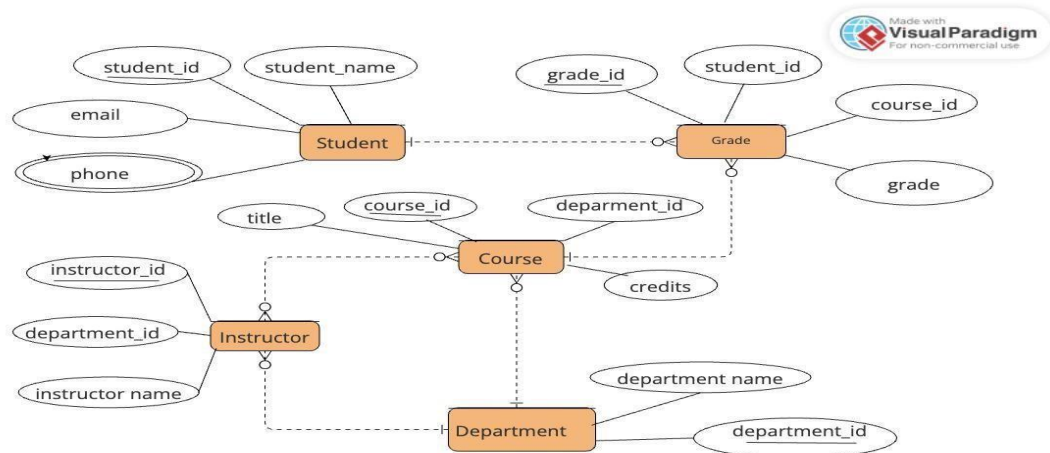 Made with
Visual Paradigm
For non-commercial use
student_id
student_name
grade_id
student_id
email
course_id
Student
Grade
phone
grade
title
course_id
deparment_id
Course
instructor_id
credits
department_id
Instructor
instructor name
department name
Department
department_id